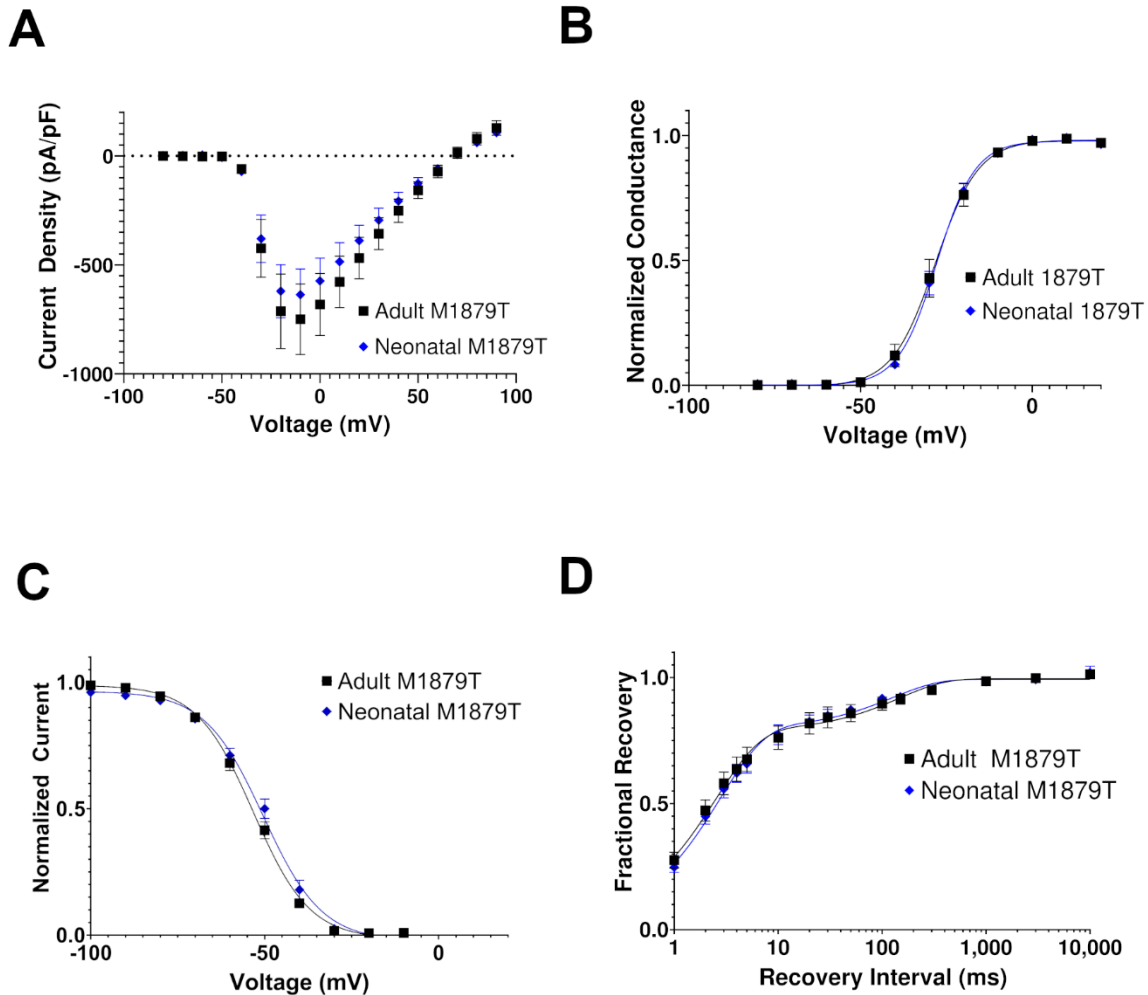 A
Current Density (pA/pF)
0
-500
-1000
-100
-50
0
50
100
Voltage (mV)
Adult M1879T
Neonatal M1879T
B
Normalized Conductance
1.0
0.5
0.0
-100
-50
0
Voltage (mV)
Adult 1879T
Neonatal 1879T
C
Normalized Current
1.0
0.5
0.0
-100
-50
0
Voltage (mV)
Adult M1879T
Neonatal M1879T
D
Fractional Recovery
1.0
0.5
0.0
1
10
100
1,000
10,000
Recovery Interval (ms)
Adult M1879T
Neonatal M1879T